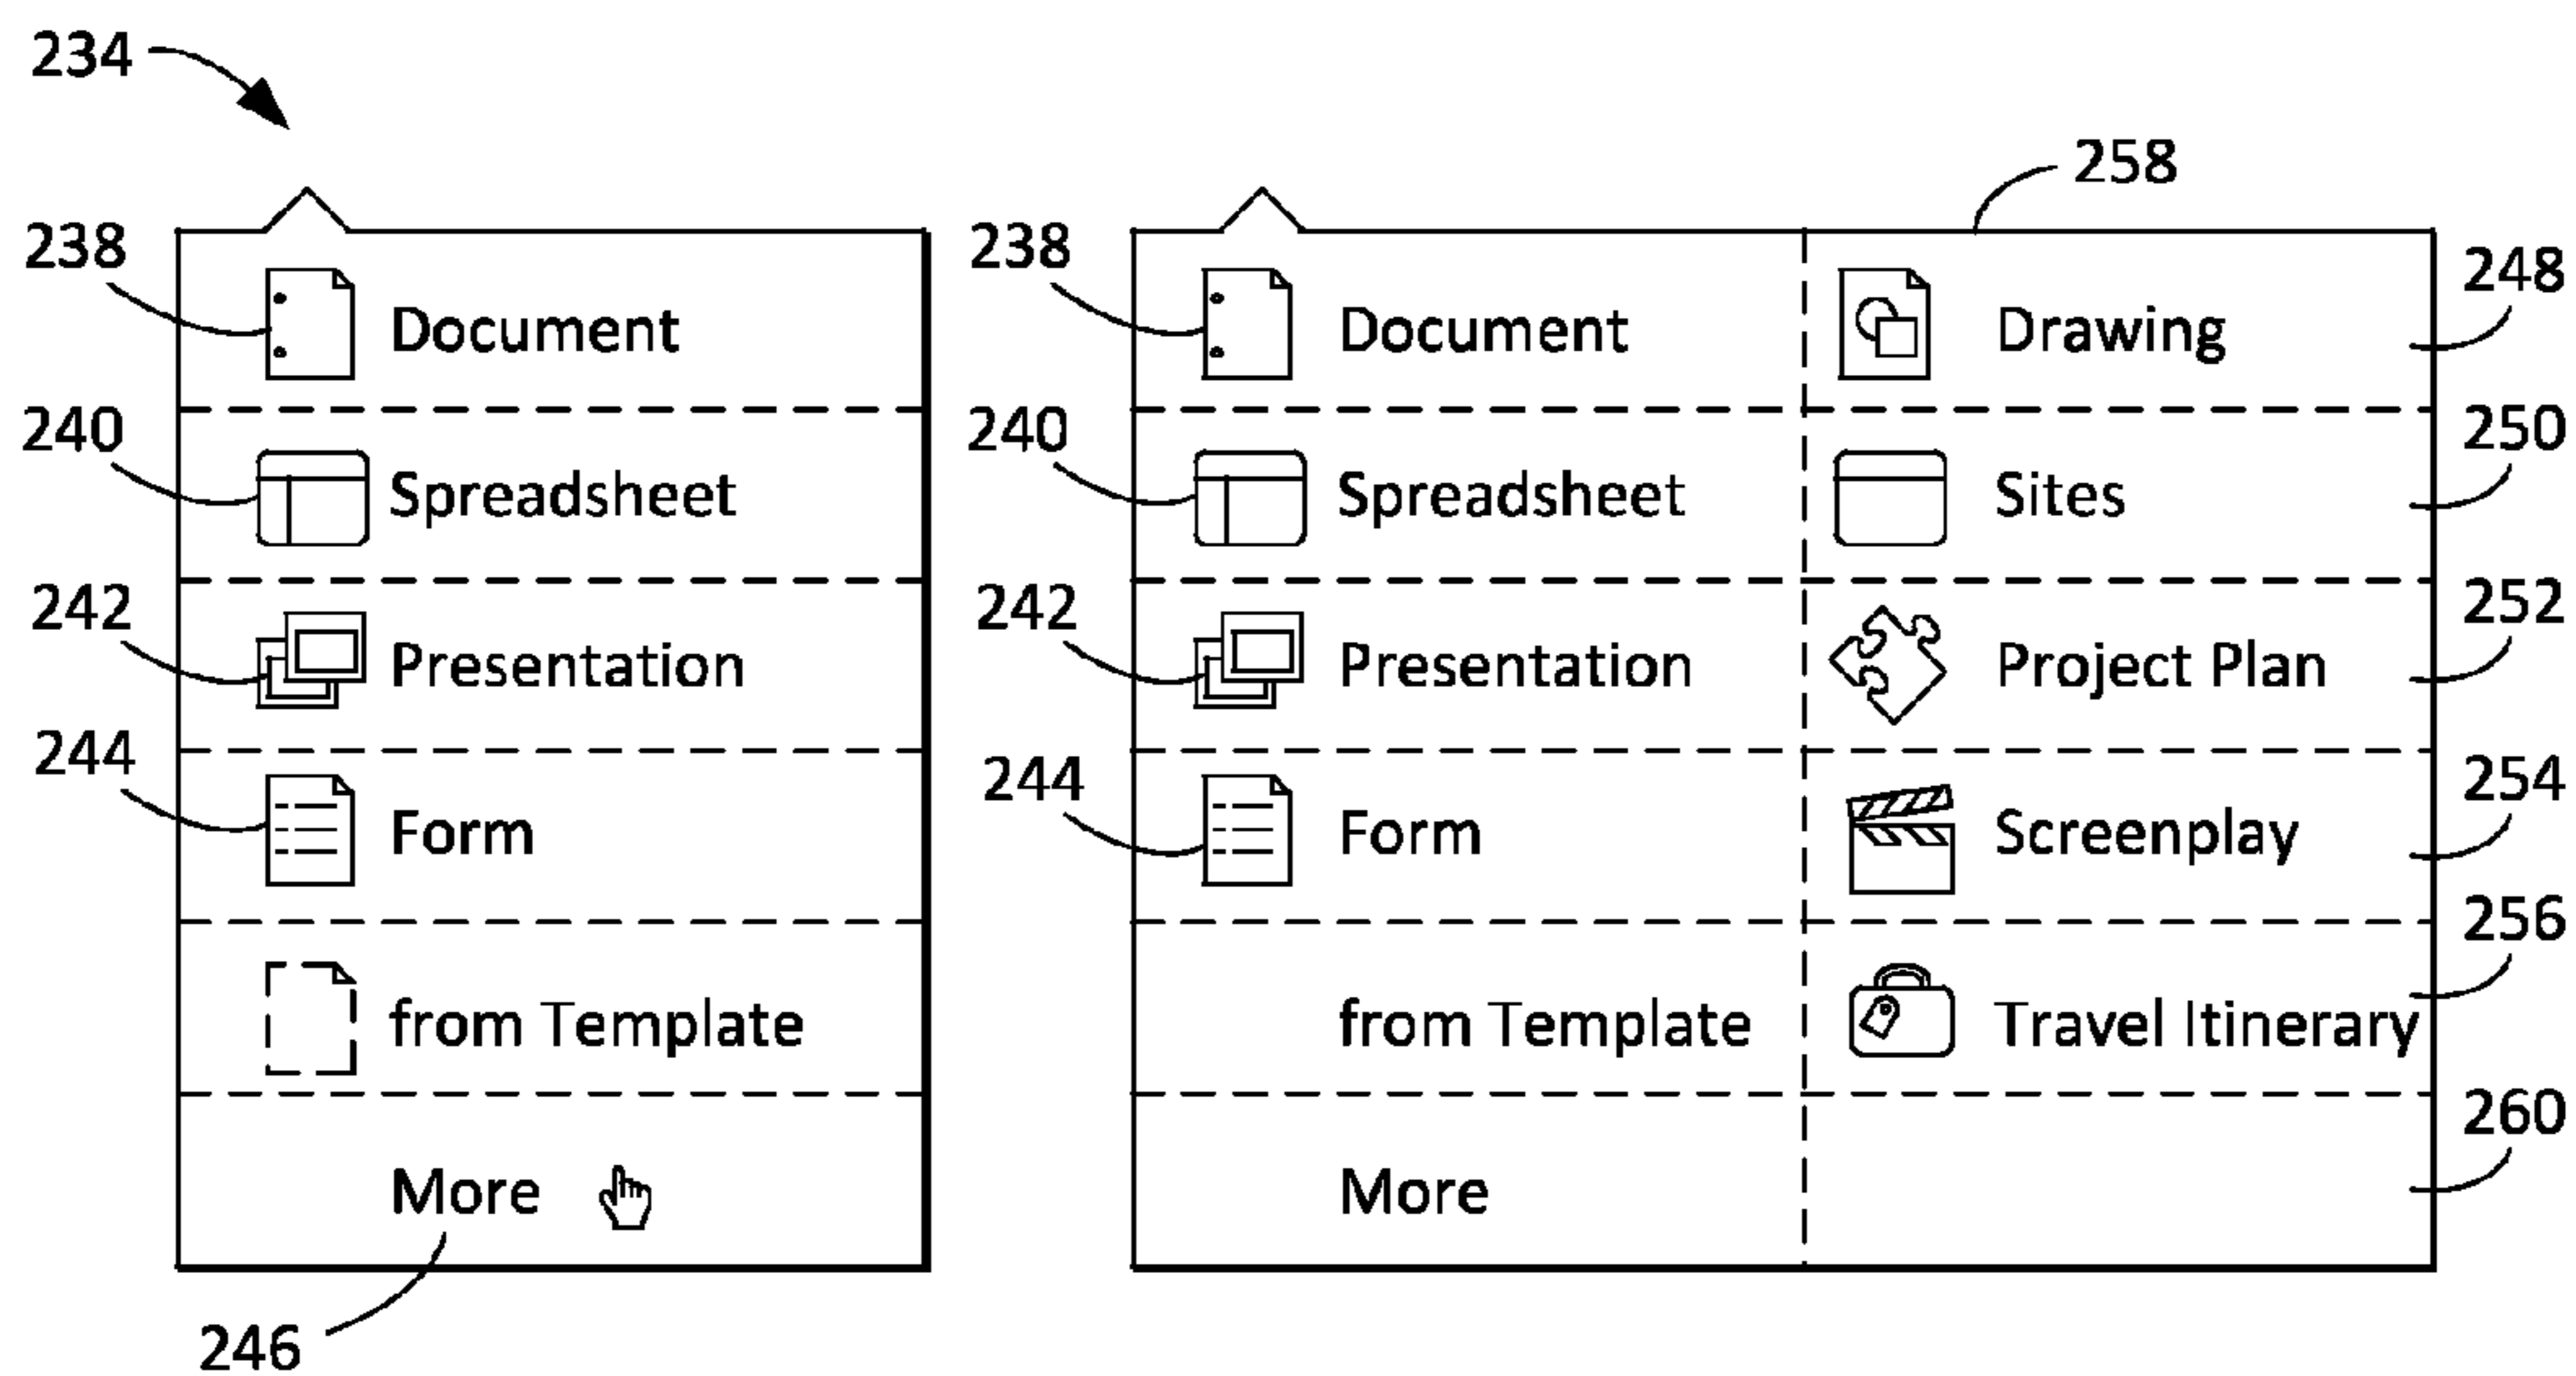 234
258
238
Document
240
Spreadsheet
242
Presentation
244
Form
from Template
More
246
238
Document
Drawing
248
240
Spreadsheet
Sites
250
242
Presentation
Project Plan
252
244
Form
Screenplay
254
from Template
Travel Itinerary
256
More
260